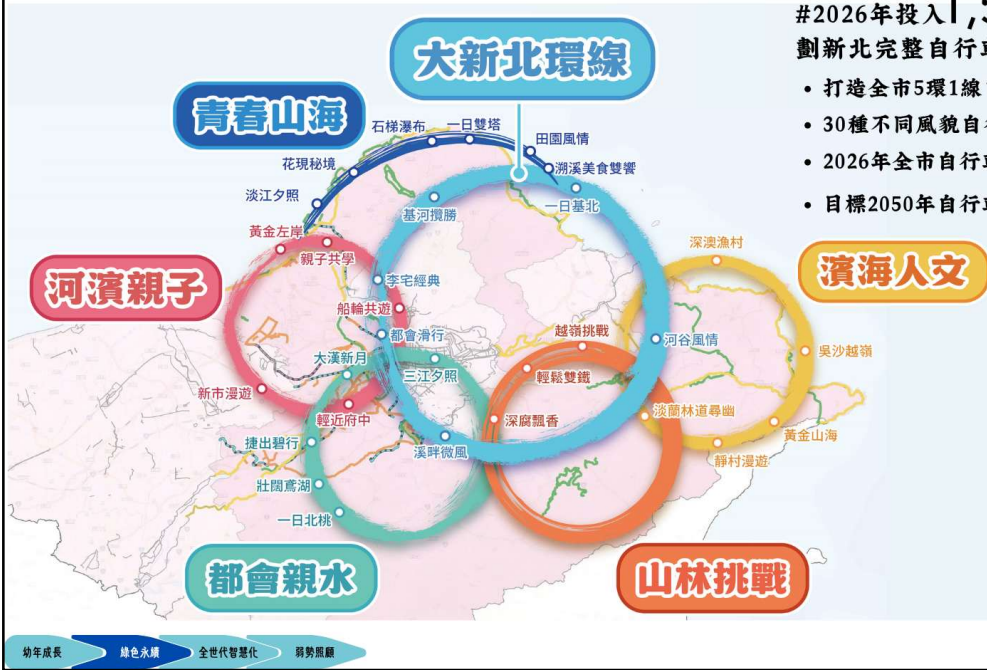 #2026年投入1,
劃新北完整自行
• 打造全市5環1線
• 30種不同風貌自
• 2026年全市自行
• 目標2050年自行
大新北環線
青春山海
石梯瀑布
一日雙塔
田園風情
花現秘境
溯溪美食雙饗
淡江夕照
基河攬勝
一日基北
黃金左岸
親子共學
深澳漁村
河濱親子
濱海人文
李宅經典
船輪共遊
都會滑行
越嶺挑戰
河谷風情
吳沙越嶺
大漢新月
三江夕照
輕鬆雙鐵
新市漫遊
輕近府中
深腐飄香
淡蘭林道尋幽
黃金山海
捷出碧行
溪畔微風
靜村漫遊
壯闊鳶湖
一日北桃
都會親水
山林挑戰
幼年成長
綠色永續
全世代智慧化
弱勢照顧